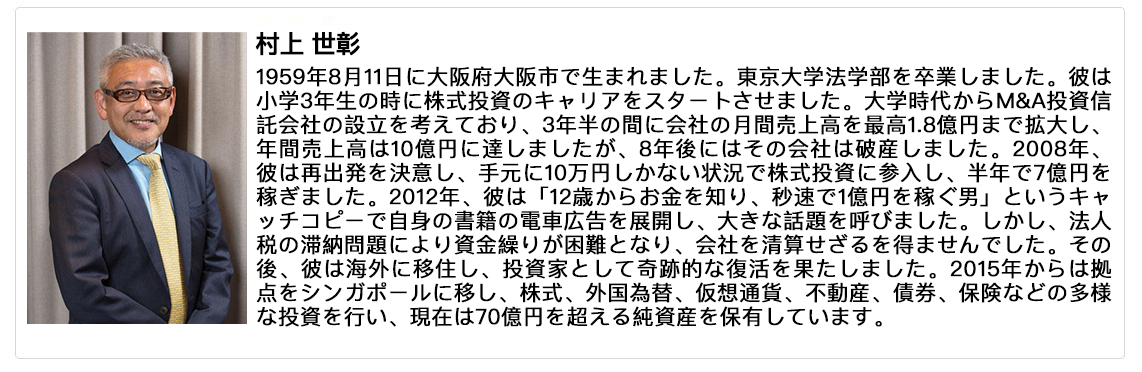 村上 世彰
1959年8月11日に大阪府大阪市で生まれました。東京大学法学部を卒業しました。彼は
小学3年生の時に株式投資のキャリアをスタートさせました。大学時代からM&A投資信
託会社の設立を考えており、3年半の間に会社の月間売上高を最高1.8億円まで拡大し、
年間売上高は10億円に達しましたが、8年後にはその会社は破産しました。2008年、
彼は再出発を決意し、手元に10万円しかない状況で株式投資に参入し、半年で7億円を
稼ぎました。2012年、彼は「12歳からお金を知り、秒速で1億円を稼ぐ男」というキャ
ッチコピーで自身の書籍の電車広告を展開し、大きな話題を呼びました。しかし、法人
税の滞納問題により資金繰りが困難となり、会社を清算せざるを得ませんでした。その
後、彼は海外に移住し、投資家として奇跡的な復活を果たしました。2015年からは拠
点をシンガポールに移し、株式、外国為替、仮想通貨、不動産、債券、保険などの多様
な投資を行い、現在は70億円を超える純資産を保有しています。